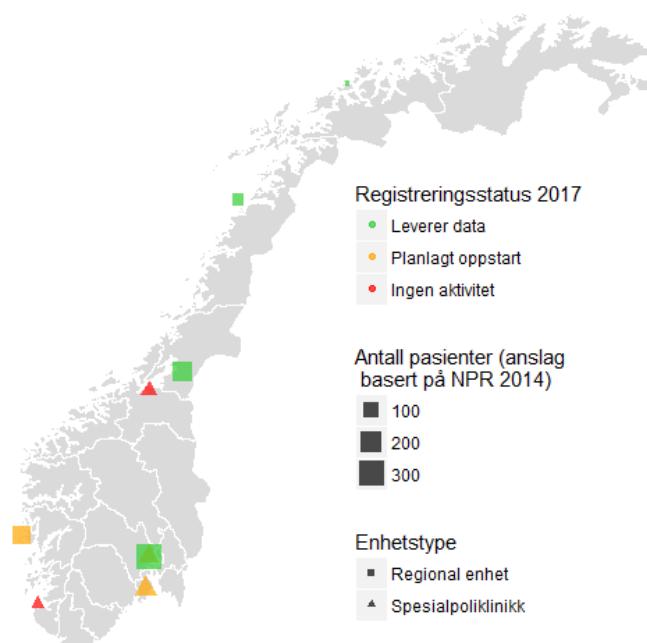 Registreringsstatus 2017
Leverer data
Planlagt oppstart
Ingen aktivitet
Antall pasienter (anslag
basert på NPR 2014)
100
200
300
Enhetstype
Regional enhet
Spesialpoliklinikk